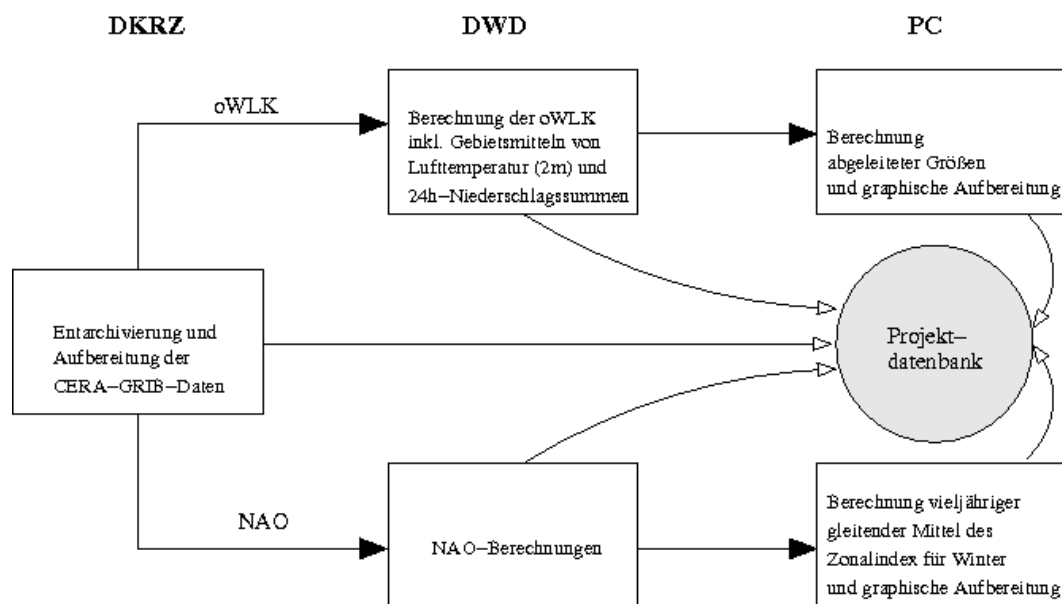 DKRZ
DWD
PC
oWLK
Berechnung der oWLK
inkl. Gebietsmitteln von
Lufttemperatur (2m) und
24h–Niederschlagssummen
Berechnung
abgeleiteter Größen
und graphische Aufbereitung
Entarchivierung und
Aufbereitung der
CERA–GRIB–Daten
Projekt–
datenbank
NAO
NAO–Berechnungen
Berechnung vieljähriger
gleitender Mittel des
Zonalindex für Winter
und graphische Aufbereitung